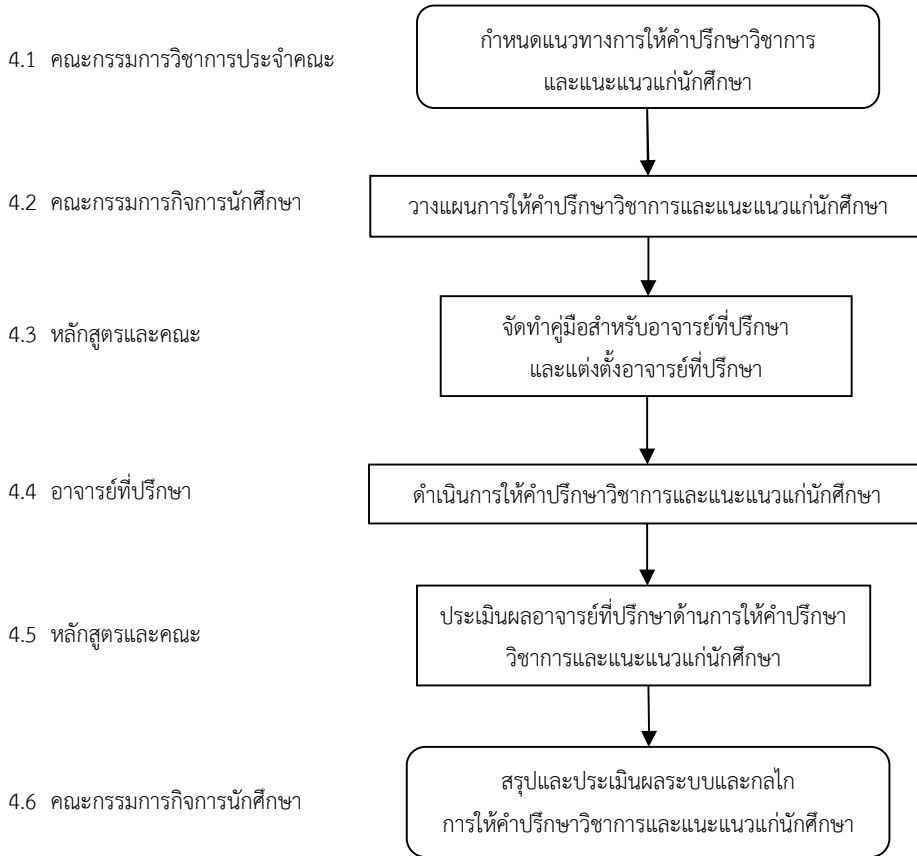 4.1 คณะกรรมการวิชาการประจำคณะ
กำหนดแนวทางการให้คำปรึกษาวิชาการ
และแนะแนวแก่นักศึกษา
4.2 คณะกรรมการกิจการนักศึกษา
วางแผนการให้คำปรึกษาวิชาการและแนะแนวแก่นักศึกษา
4.3 หลักสูตรและคณะ
จัดทำคู่มือสำหรับอาจารย์ที่ปรึกษา
และแต่งตั้งอาจารย์ที่ปรึกษา
4.4 อาจารย์ที่ปรึกษา
ดำเนินการให้คำปรึกษาวิชาการและแนะแนวแก่นักศึกษา
4.5 หลักสูตรและคณะ
ประเมินผลอาจารย์ที่ปรึกษาด้านการให้คำปรึกษา
วิชาการและแนะแนวแก่นักศึกษา
4.6 คณะกรรมการกิจการนักศึกษา
สรุปและประเมินผลระบบและกลไก
การให้คำปรึกษาวิชาการและแนะแนวแก่นักศึกษา